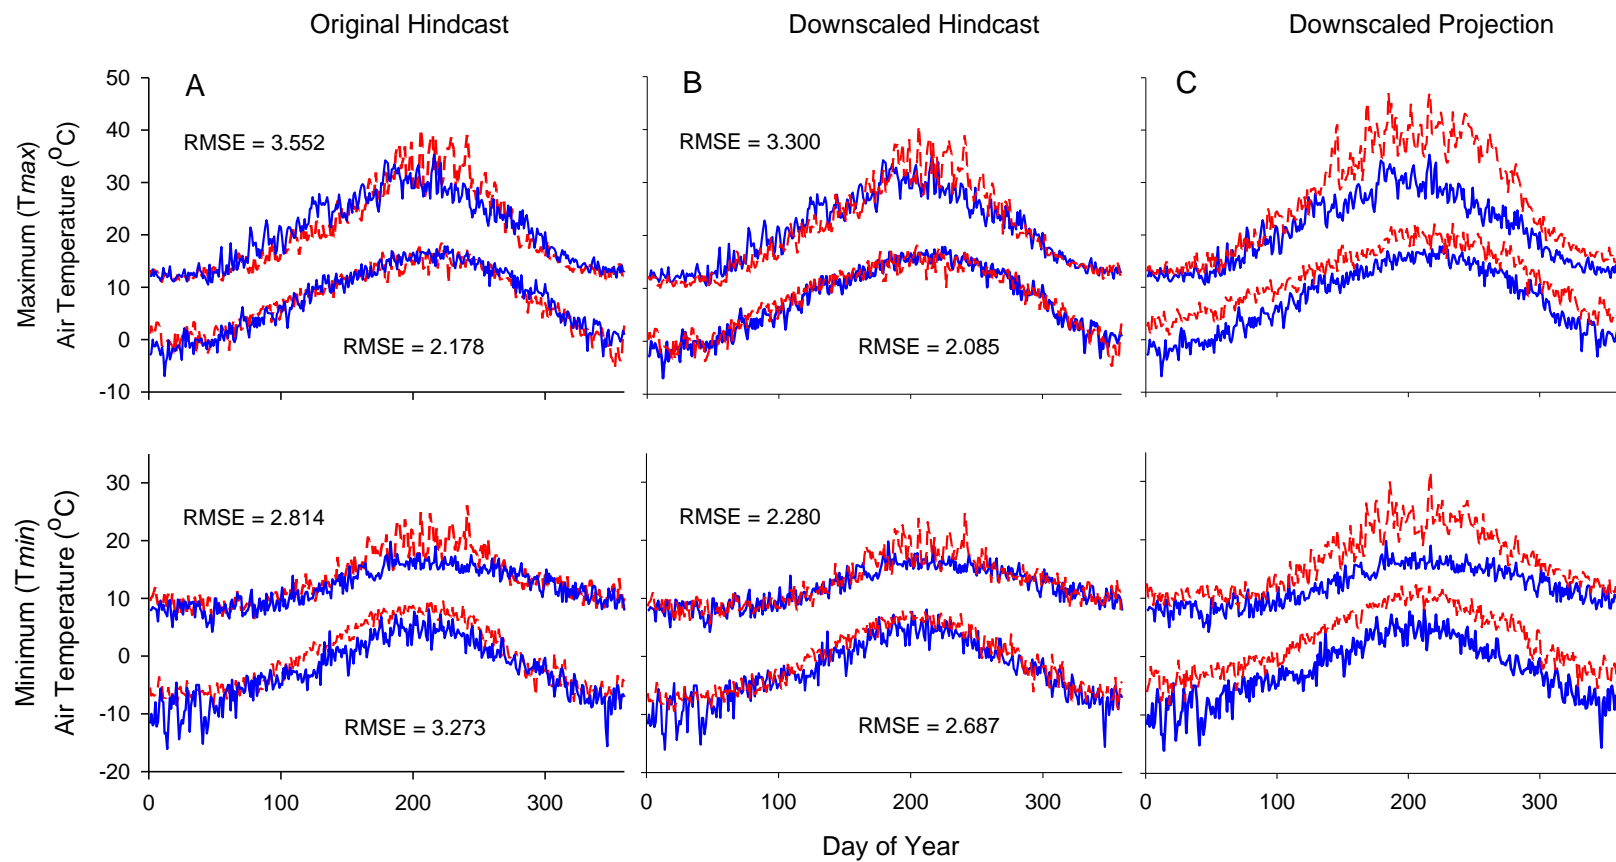 Original Hindcast
Downscaled Hindcast
Downscaled Projection
Maximum (Tmax)
Air Temperature (OC)
50
40
30
20
10
0
-10
A
RMSE = 3.552
RMSE = 2.178
B
RMSE = 3.300
RMSE = 2.085
C
Minimum (Tmin)
Air Temperature (OC)
30
20
10
0
-10
-20
RMSE = 2.814
RMSE = 3.273
RMSE = 2.280
RMSE = 2.687
0 100 200 300
0 100 200 300
0 100 200 300
Day of Year